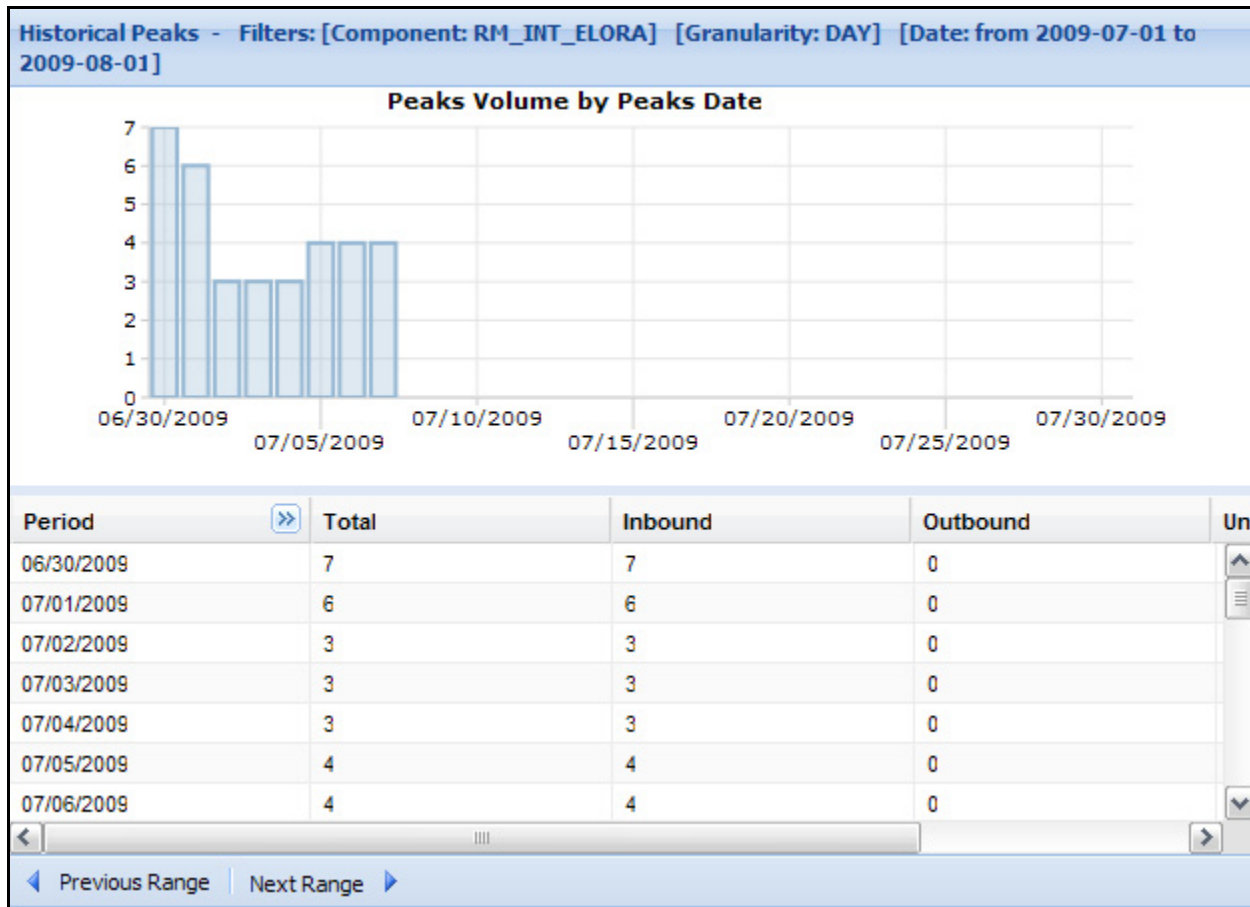 Historical Peaks - Filters: [Component: RM_INT_ELORA] [Granularity: DAY] [Date: from 2009-07-01 to
2009-08-01]
Peaks Volume by Peaks Date
7
6
5
4
3
2
1
0
06/30/2009 07/10/2009 07/20/2009 07/30/2009
07/05/2009 07/15/2009 07/25/2009
Period Total Inbound Outbound Un
06/30/2009 7 7 0
07/01/2009 6 6 0
07/02/2009 3 3 0
07/03/2009 3 3 0
07/04/2009 3 3 0
07/05/2009 4 4 0
07/06/2009 4 4 0
Previous Range Next Range